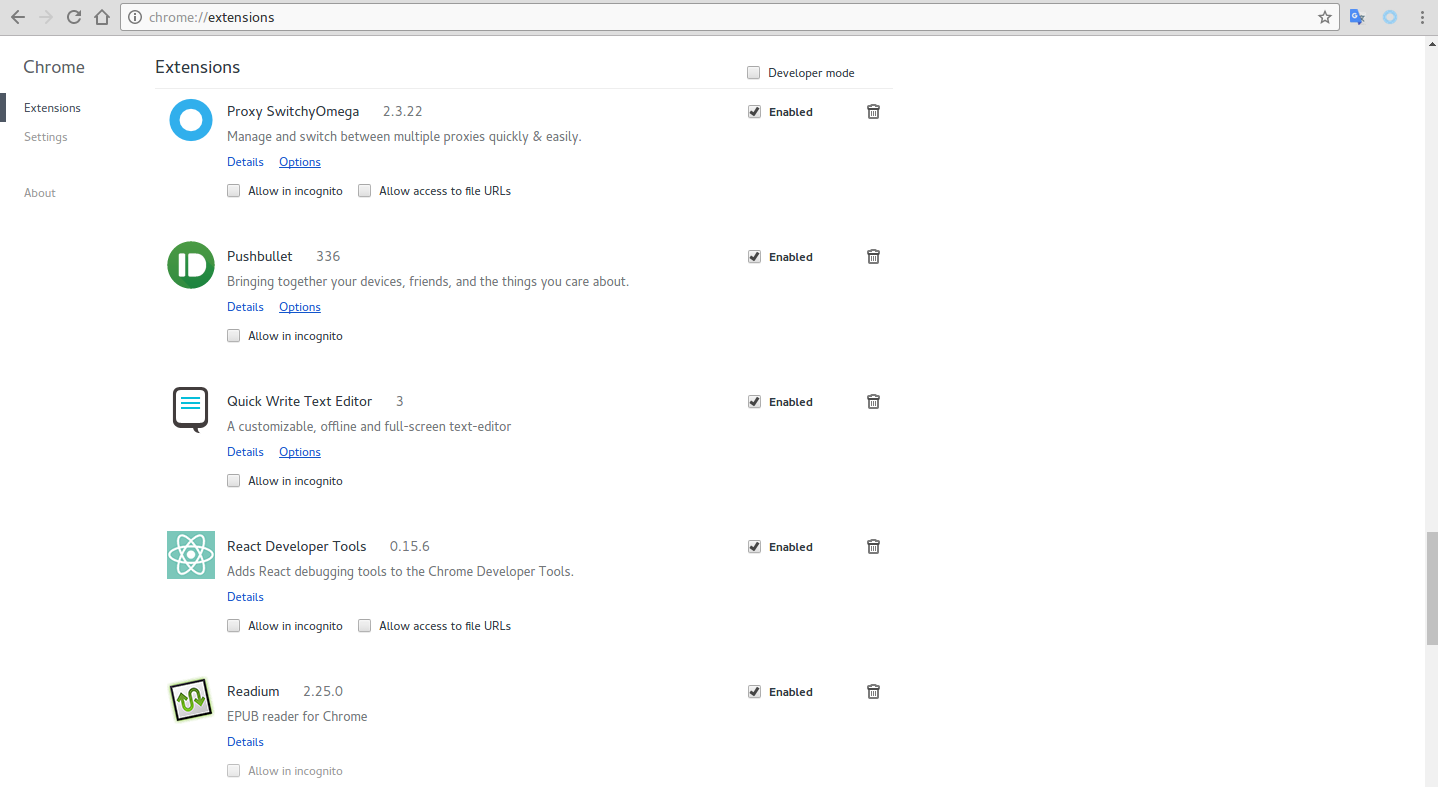 chrome://extensions
Chrome
Extensions
Settings
About
Extensions
Developer mode
Proxy SwitchyOmega 2.3.22
Enabled
Manage and switch between multiple proxies quickly & easily.
Details Options
Allow in incognito Allow access to file URLs
Pushbullet 336
Enabled
Bringing together your devices, friends, and the things you care about.
Details Options
Allow in incognito
Quick Write Text Editor 3
Enabled
A customizable, offline and full-screen text-editor
Details Options
Allow in incognito
React Developer Tools 0.15.6
Enabled
Adds React debugging tools to the Chrome Developer Tools.
Details
Allow in incognito Allow access to file URLs
Readium 2.25.0
Enabled
EPUB reader for Chrome
Details
Allow in incognito